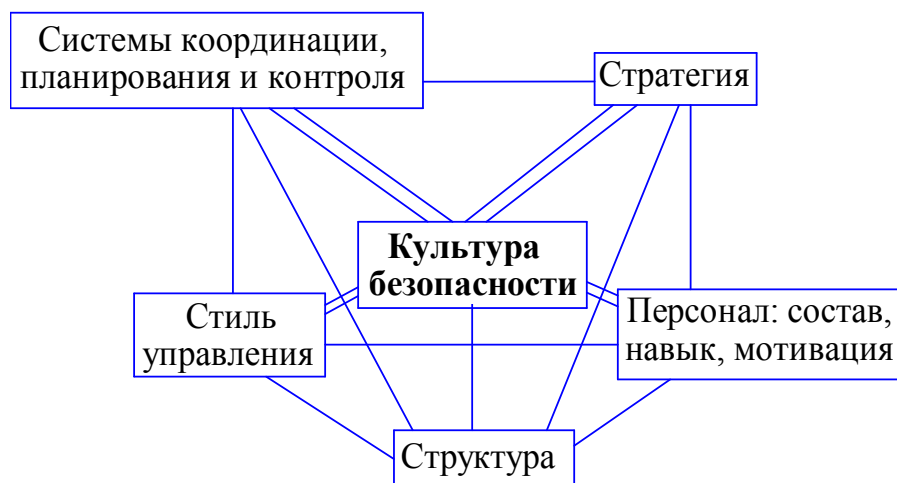 Системы координации,
планирования и контроля
Стратегия
Культура
безопасности
Стиль
управления
Персонал: состав,
навык, мотивация
Структура